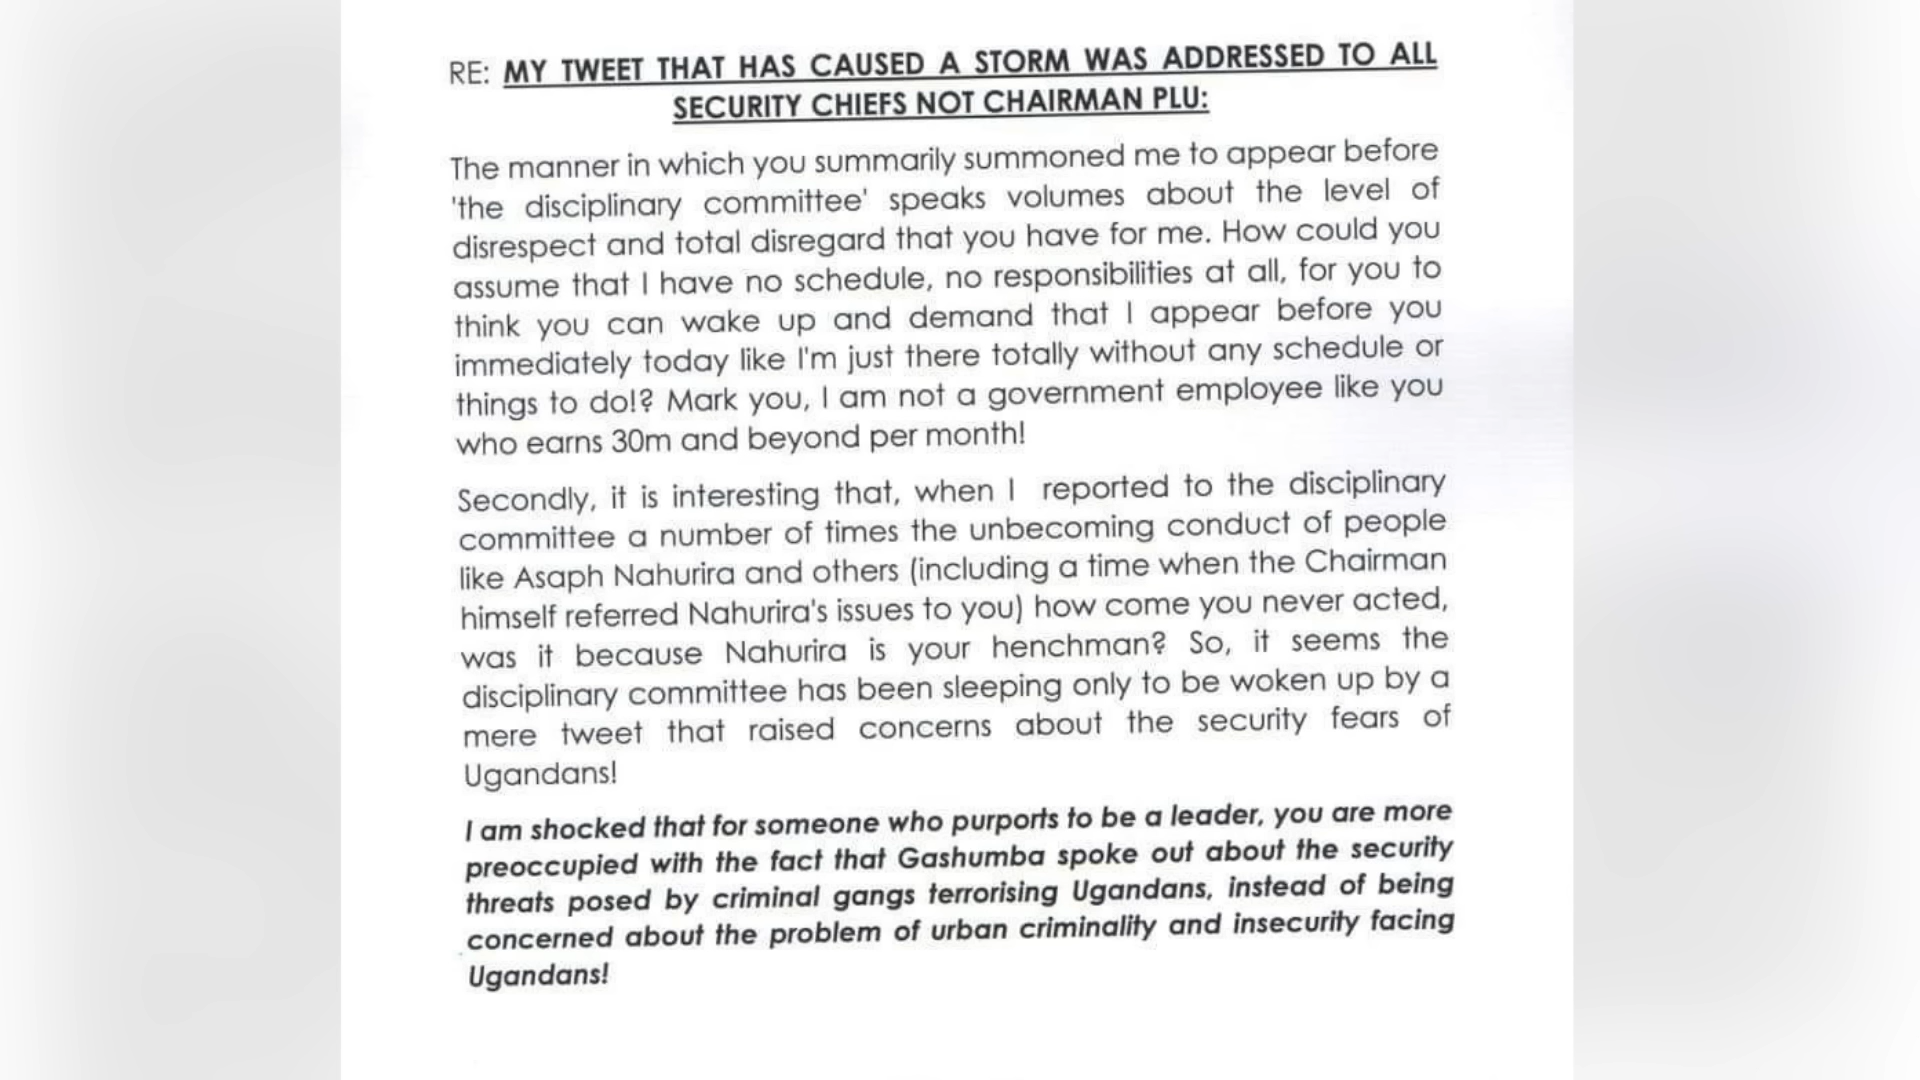 RE: MY TWEET THAT HAS CAUSED A STORM WAS ADDRESSED TO ALL
SECURITY CHIEFS NOT CHAIRMAN PLU:
The manner in which you summarily summoned me to appear before
'the disciplinary committee' speaks volumes about the level of
disrespect and total disregard that you have for me. How could you
assume that I have no schedule, no responsibilities at all, for you to
think you can wake up and demand that I appear before you
immediately today like I'm just there totally without any schedule or
things to do!? Mark you, I am not a government employee like you
who earns 30m and beyond per month!
Secondly, it is interesting that, when I reported to the disciplinary
committee a number of times the unbecoming conduct of people
like Asaph Nahurira and others (including a time when the Chairman
himself referred Nahurira's issues to you) how come you never acted,
was it because Nahurira is your henchman? So, it seems the
disciplinary committee has been sleeping only to be woken up by a
mere tweet that raised concerns about the security fears of
Ugandans!
I am shocked that for someone who purports to be a leader, you are more
preoccupied with the fact that Gashumba spoke out about the security
threats posed by criminal gangs terrorising Ugandans, instead of being
concerned about the problem of urban criminality and insecurity facing
Ugandans!